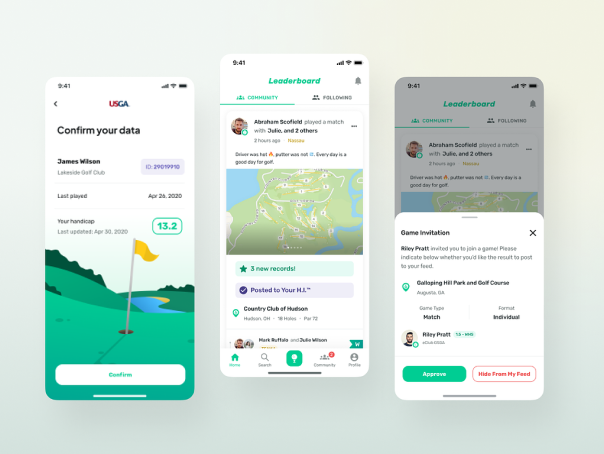 9:41
USGA
Confirm your data
James Wilson
ID: 29019910
Lakeside Golf Club
Last played
Apr 26, 2020
Your handicap
Last updated: Apr 30, 2020
13.2
Confirm
9:41
Leaderboard
COMMUNITY
FOLLOWING
Abraham Scofield played a match
with Julie, and 2 others
2 hours ago
Nassau
Driver was hot 🔥, putter was not ❄️. Every day is a
good day for golf.
3 new records!
Posted to Your H.I.™
Country Club of Hudson
Hudson, OH · 18 Holes · Par 72
Mark Ruffalo and Julie Wilson
W
Home
Search
Community
Profile
9:41
Leaderboard
COMMUNITY
FOLLOWING
Abraham Scofield played a match
with Julie, and 2 others
2 hours ago
Nassau
Driver was hot 🔥, putter was not ❄️. Every day is a
good day for golf.
Game Invitation
Riley Pratt invited you to join a game! Please
indicate below whether you'd like the result to post
to your feed.
Galloping Hill Park and Golf Course
Augusta, GA
Game Type
Format
Match
Individual
Riley Pratt
Approve
Hide From My Feed